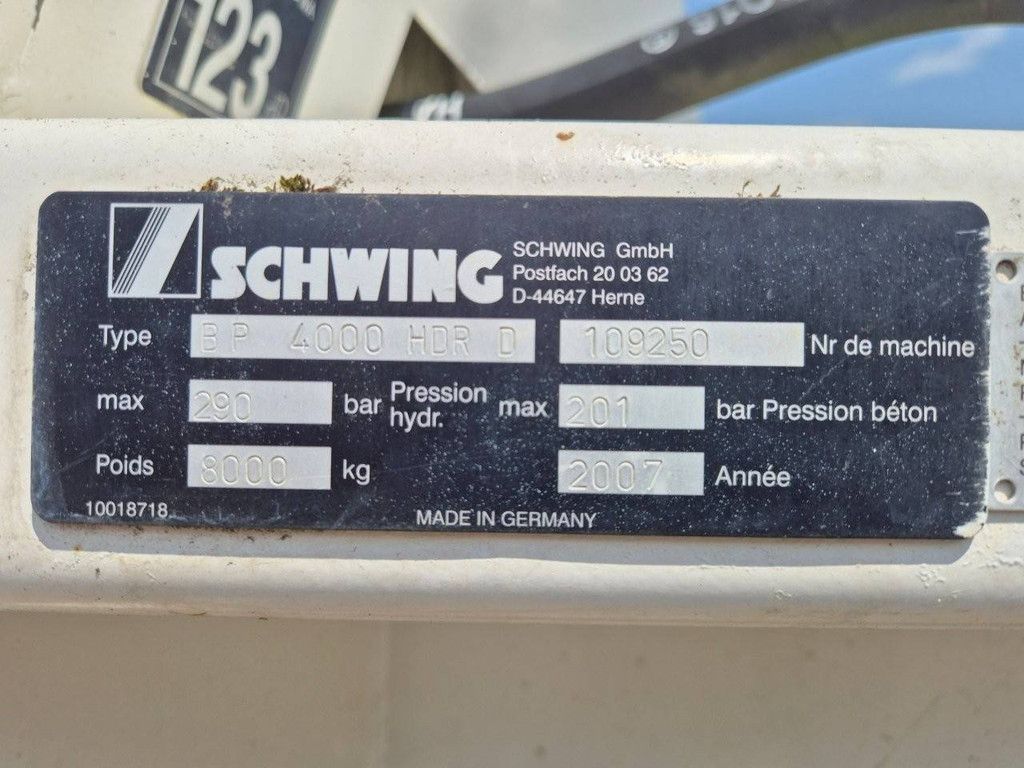 123
SCHWING
SCHWING GmbH
Postfach 20 03 62
D-44647 Herne
Type BP 4000 HDR D 109250 Nr de machine
max 290 bar Pression hydr. max 201 bar Pression béton
Poids 8000 kg 2007 Année
10018718
MADE IN GERMANY